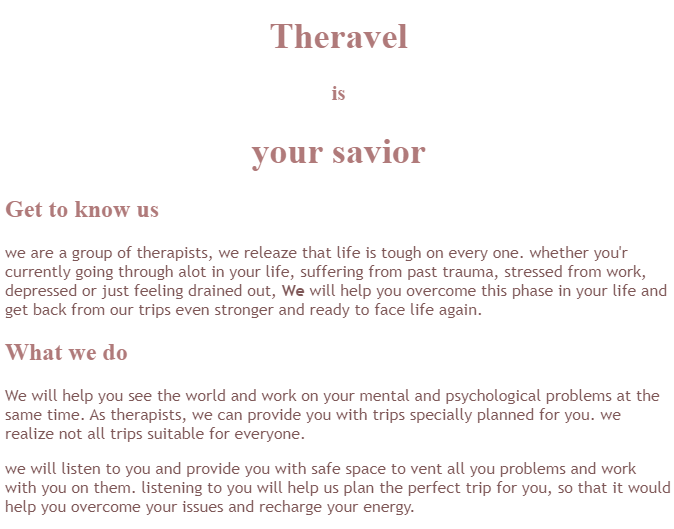 Theravel
is
your savior
Get to know us
we are a group of therapists, we releaze that life is tough on every one. whether you'r
currently going through alot in your life, suffering from past trauma, stressed from work,
depressed or just feeling drained out, We will help you overcome this phase in your life and
get back from our trips even stronger and ready to face life again.
What we do
We will help you see the world and work on your mental and psychological problems at the
same time. As therapists, we can provide you with trips specially planned for you. we
realize not all trips suitable for everyone.
we will listen to you and provide you with safe space to vent all you problems and work
with you on them. listening to you will help us plan the perfect trip for you, so that it would
help you overcome your issues and recharge your energy.